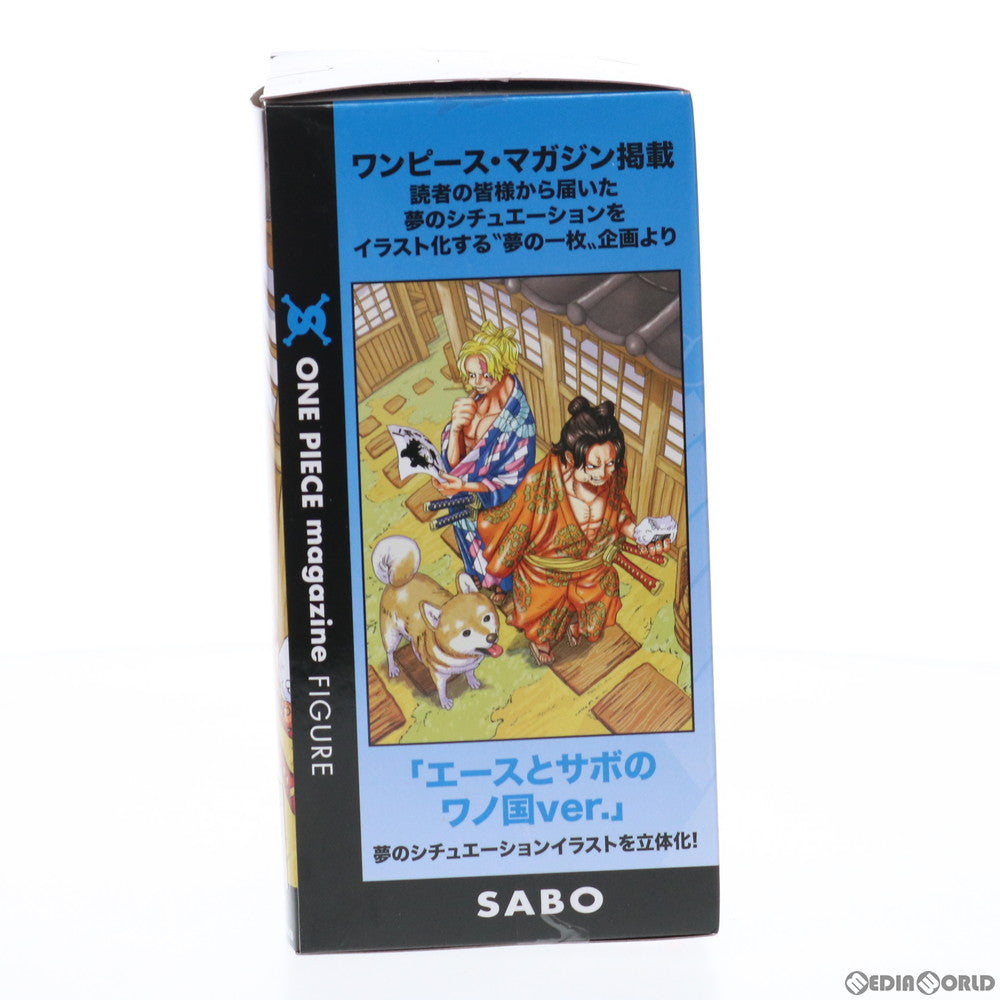 ワンピース・マガジン掲載
読者の皆様から届いた
夢のシチュエーションを
イラスト化する〝夢の一枚〟企画より
ONE PIECE magazine FIGURE
「エースとサボの
ワノ国ver.」
夢のシチュエーションイラストを立体化!
SABO
MEDIAWORLD